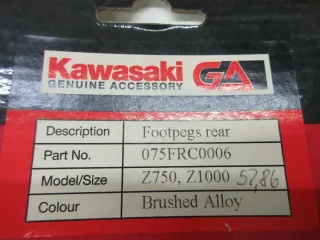 Kawasaki GA
GENUINE ACCESSORY
Description Footpegs rear
Part No. 075FRC0006
Model/Size Z750, Z1000 57,86
Colour Brushed Alloy